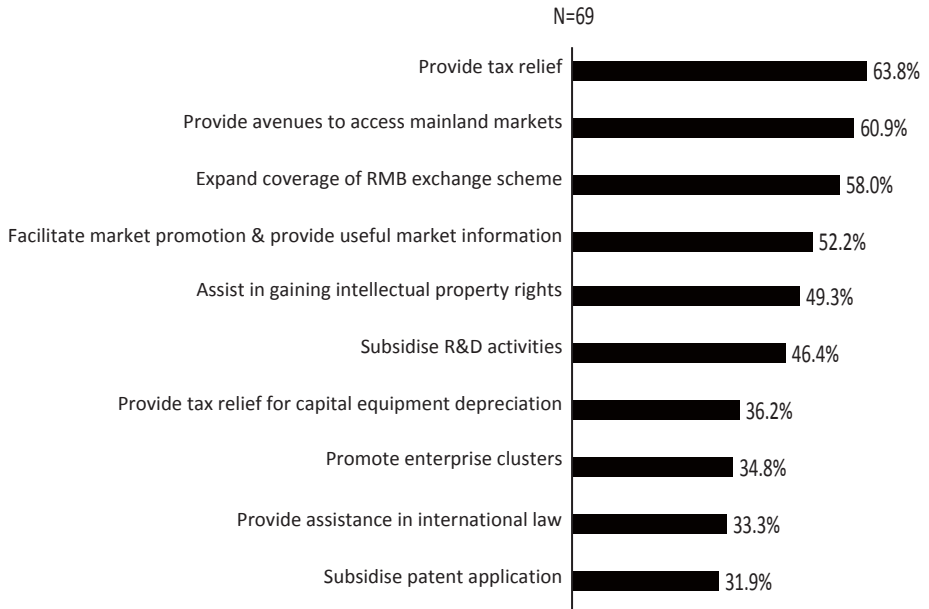 N=69
Provide tax relief 63.8%
Provide avenues to access mainland markets 60.9%
Expand coverage of RMB exchange scheme 58.0%
Facilitate market promotion & provide useful market information 52.2%
Assist in gaining intellectual property rights 49.3%
Subsidise R&D activities 46.4%
Provide tax relief for capital equipment depreciation 36.2%
Promote enterprise clusters 34.8%
Provide assistance in international law 33.3%
Subsidise patent application 31.9%